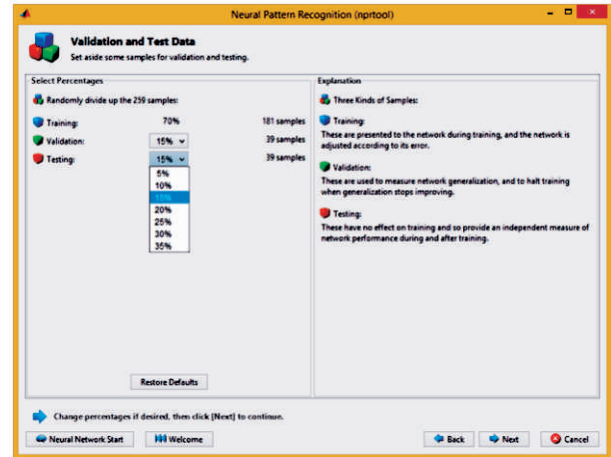 Neural Pattern Recognition (nprtool)
Validation and Test Data
Set aside some samples for validation and testing.
Select Percentages
Randomly divide up the 259 samples:
Training: 70% 181 samples
Validation: 15% 39 samples
Testing: 15% 39 samples
5%
10%
15%
20%
25%
30%
35%
Restore Defaults
Explanation
Three Kinds of Samples:
Training:
These are presented to the network during training, and the network is
adjusted according to its error.
Validation:
These are used to measure network generalization, and to halt training
when generalization stops improving.
Testing:
These have no effect on training and so provide an independent measure of
network performance during and after training.
Change percentages if desired, then click [Next] to continue.
Neural Network Start
Welcome
Back
Next
Cancel